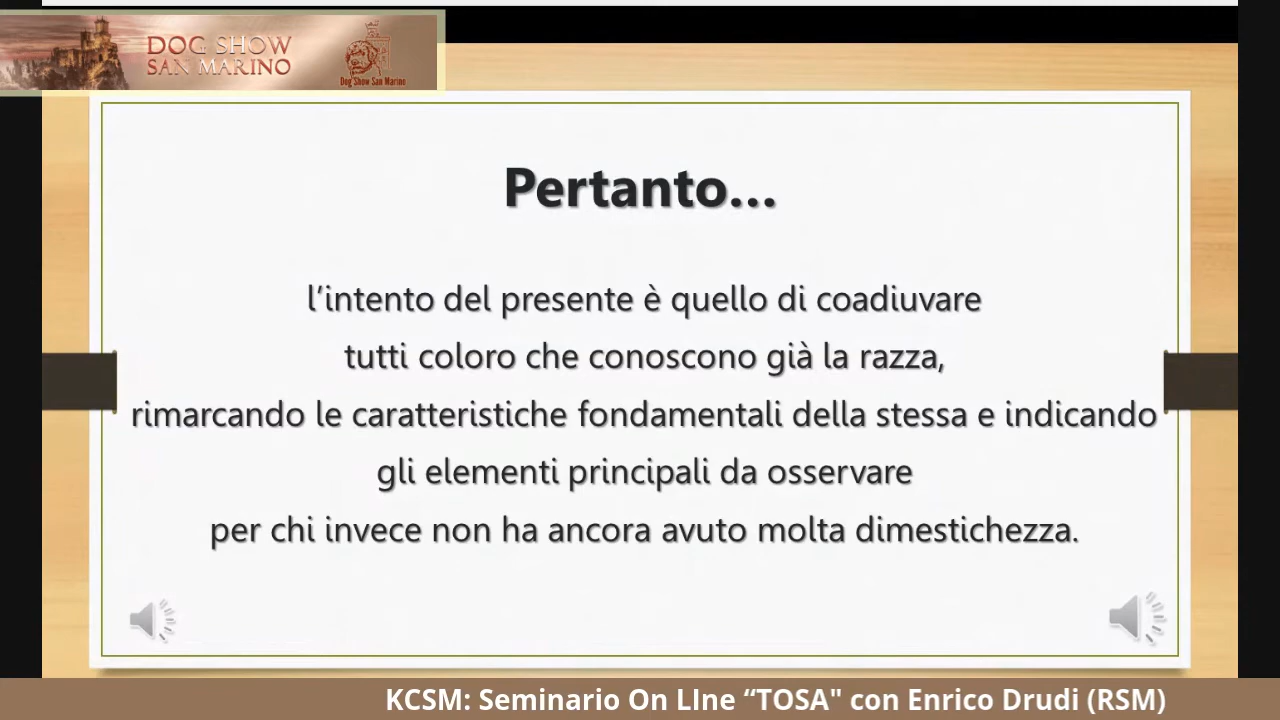 DOG SHOW
SAN MARINO
Dog Show San Marino
Pertanto...
l’intento del presente è quello di coadiuvare
tutti coloro che conoscono già la razza,
rimarcando le caratteristiche fondamentali della stessa e indicando
gli elementi principali da osservare
per chi invece non ha ancora avuto molta dimestichezza.
KCSM: Seminario On LIne “TOSA" con Enrico Drudi (RSM)